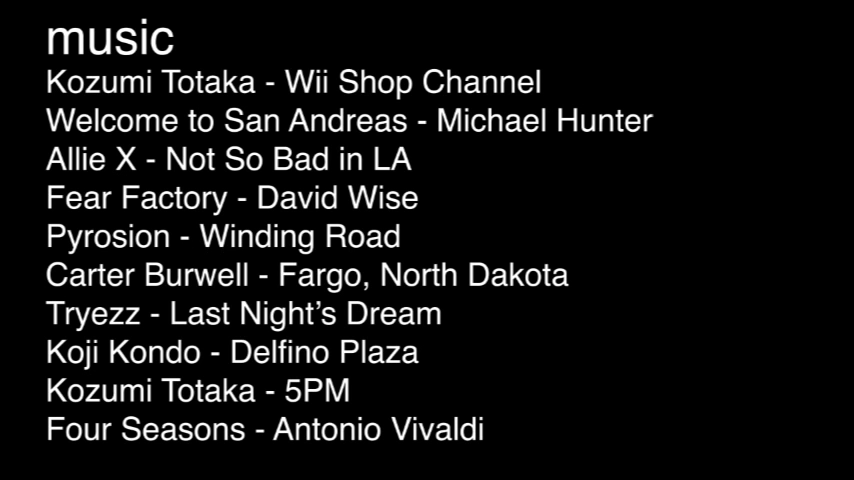 music
Kozumi Totaka - Wii Shop Channel
Welcome to San Andreas - Michael Hunter
Allie X - Not So Bad in LA
Fear Factory - David Wise
Pyrosion - Winding Road
Carter Burwell - Fargo, North Dakota
Tryezz - Last Night’s Dream
Koji Kondo - Delfino Plaza
Kozumi Totaka - 5PM
Four Seasons - Antonio Vivaldi